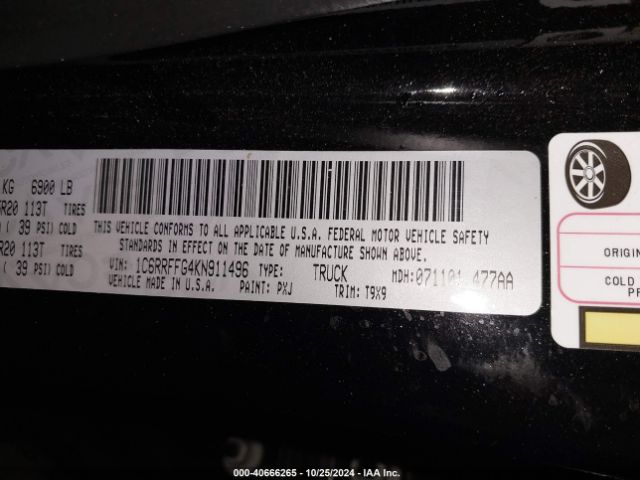 KG 6900 LB
R20 113T TIRES
( 39 PSI) COLD
R20 113T TIRES
( 39 PSI) COLD
THIS VEHICLE CONFORMS TO ALL APPLICABLE U.S.A. FEDERAL MOTOR VEHICLE SAFETY
STANDARDS IN EFFECT ON THE DATE OF MANUFACTURE SHOWN ABOVE.
VIN: 1C6RRFFG4KN911496 TYPE: TRUCK MDH: 071101 477AA
VEHICLE MADE IN U.S.A. PAINT: PXJ TRIM: T9X9
ORIGIN
COLD
PR
000-40666265 - 10/25/2024 - IAA Inc.